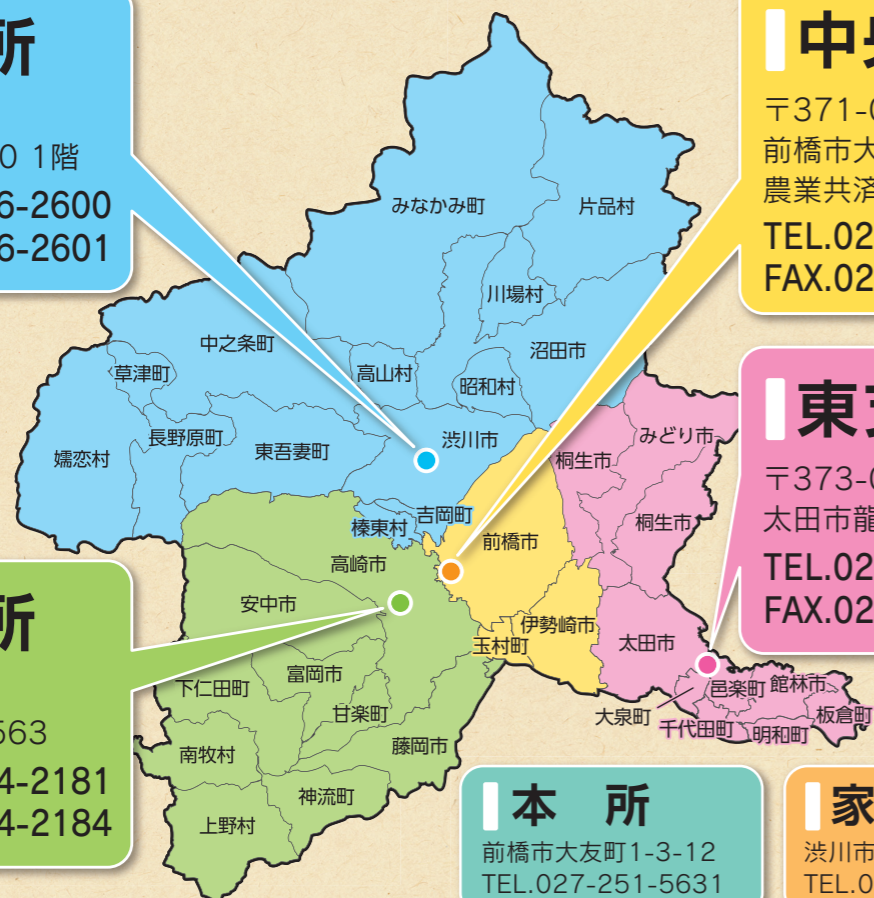 所
0 1階
6-2600
6-2601
中央
〒371-0
前橋市大
農業共済
TEL.02
FAX.02
みなかみ町
片品村
川場村
中之条町
沼田市
草津町
高山村
昭和村
嬬恋村
長野原町
東吾妻町
渋川市
桐生市
みどり市
東支
〒373-0
太田市龍
TEL.02
FAX.02
榛東村
吉岡町
前橋市
桐生市
高崎市
安中市
伊勢崎市
玉村町
太田市
所
563
4-2181
4-2184
下仁田町
富岡市
甘楽町
藤岡市
南牧村
神流町
上野村
大泉町
邑楽町
館林市
千代田町
明和町
板倉町
本 所
前橋市大友町1-3-12
TEL.027-251-5631
家
渋川市
TEL.0